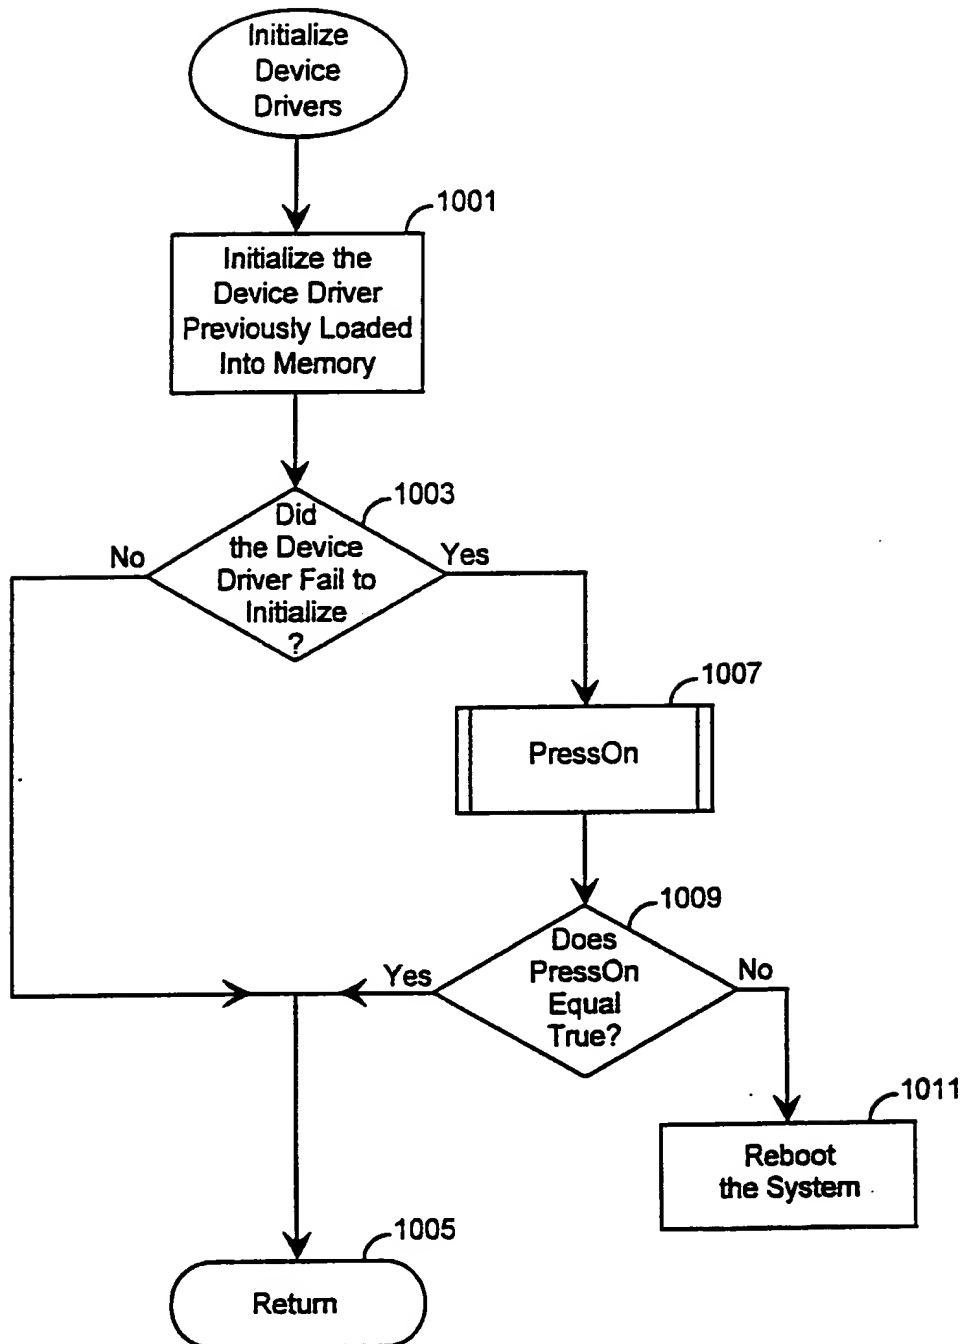 Initialize
Device
Drivers
1001
Initialize the
Device Driver
Previously Loaded
Into Memory
1003
Did
the Device
Driver Fail to
Initialize
?
No
Yes
1007
PressOn
1009
Does
PressOn
Equal
True?
Yes
No
1011
Reboot
the System
1005
Return